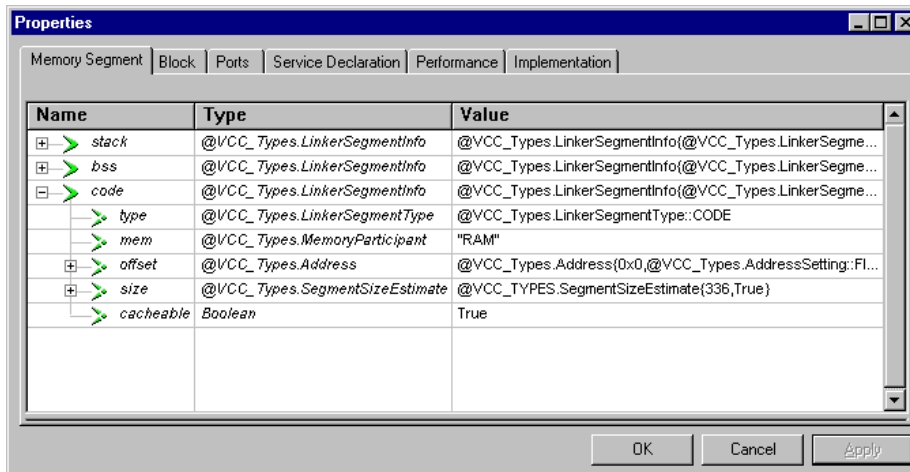 Properties
Memory Segment Block Ports Service Declaration Performance Implementation
Name Type Value
stack @VCC_Types.LinkerSegmentInfo @VCC_Types.LinkerSegmentInfo{@VCC_Types.LinkerSegme...
bss @VCC_Types.LinkerSegmentInfo @VCC_Types.LinkerSegmentInfo{@VCC_Types.LinkerSegme...
code @VCC_Types.LinkerSegmentInfo @VCC_Types.LinkerSegmentInfo{@VCC_Types.LinkerSegme...
type @VCC_Types.LinkerSegmentType @VCC_Types.LinkerSegmentType::CODE
mem @VCC_Types.MemoryParticipant "RAM"
offset @VCC_Types.Address @VCC_Types.Address{0x0,@VCC_Types.AddressSetting::FI...
size @VCC_Types.SegmentSizeEstimate @VCC_TYPES.SegmentSizeEstimate{336,True}
cacheable Boolean True
OK Cancel Apply